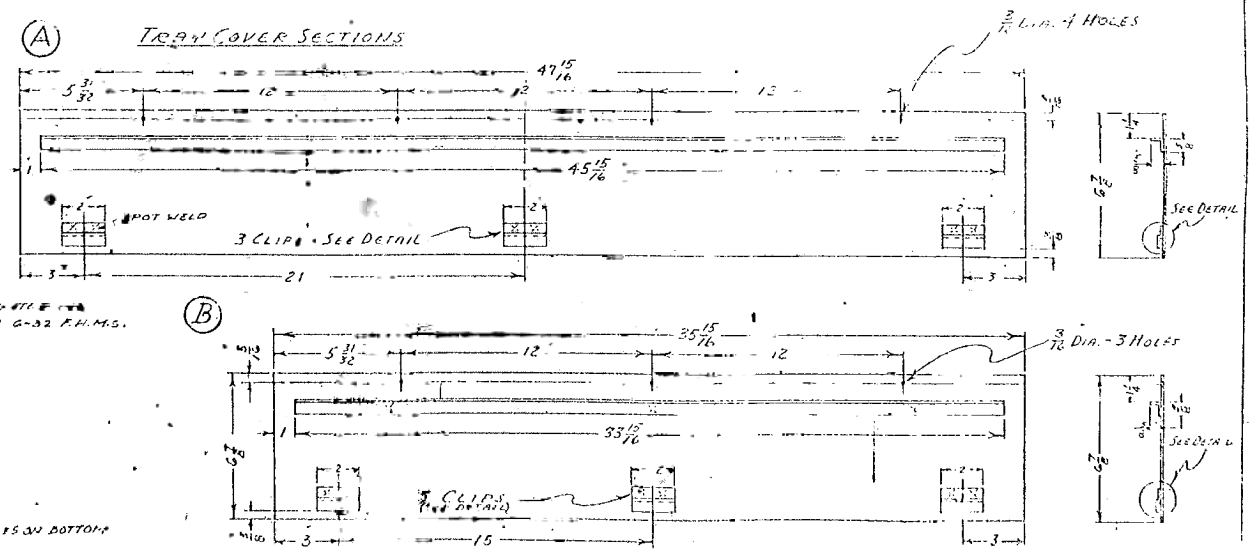 A
TRAY COVER SECTIONS
3/16 DIA. 4 HOLES
47 15/16
5 31/32 12 12 12
45 15/16
1
2 SPOT WELD
2
2
3 CLIPS - SEE DETAIL
3 21 3
6 7/8
SEE DETAIL
6-32 F.H.M.S.
B
35 15/16
5 31/32 12 12
3/16 DIA. - 3 HOLES
1 33 15/16
6 7/8
2 2 2
CLIPS
(SEE DETAIL)
3 15 3
6 7/8
SEE DETAIL
ON BOTTOM